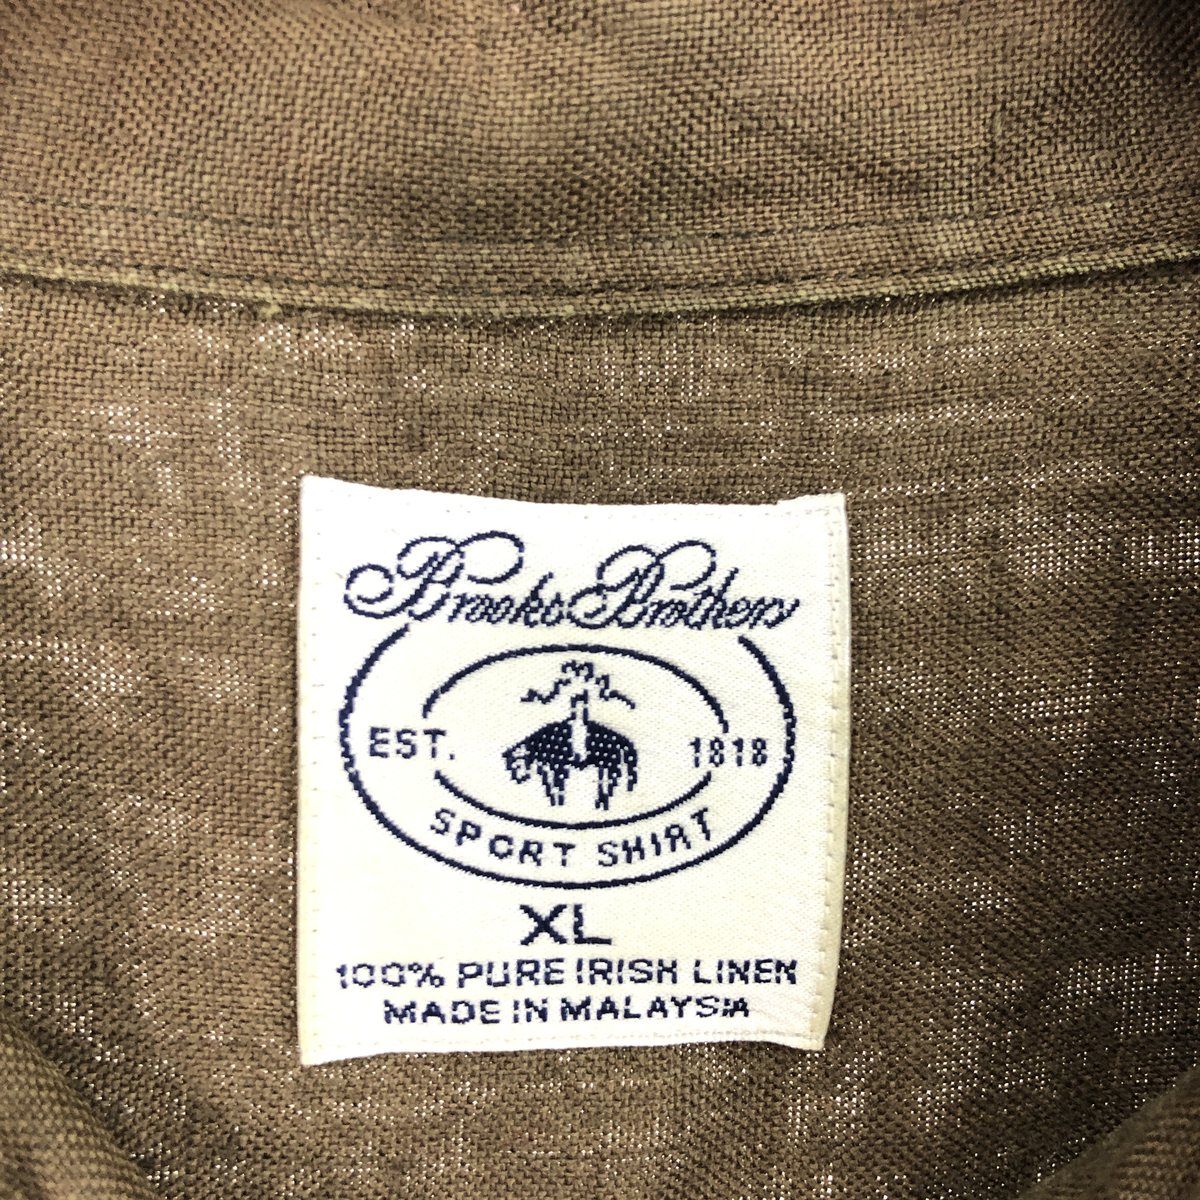 Brooks Brothers
EST. 1818
SPORT SHIRT
XL
100% PURE IRISH LINEN
MADE IN MALAYSIA